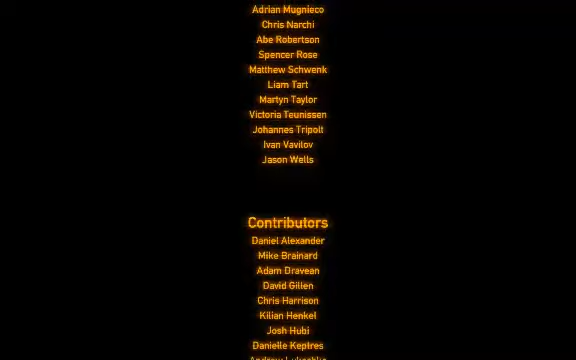 Adrian Mugnieco
Chris Narchi
Abe Robertson
Spencer Rose
Matthew Schwenk
Liam Tart
Martyn Taylor
Victoria Teunissen
Johannes Tripolt
Ivan Vavilov
Jason Wells
Contributors
Daniel Alexander
Mike Brainard
Adam Dravean
David Gillen
Chris Harrison
Kilian Henkel
Josh Hubi
Danielle Keptres